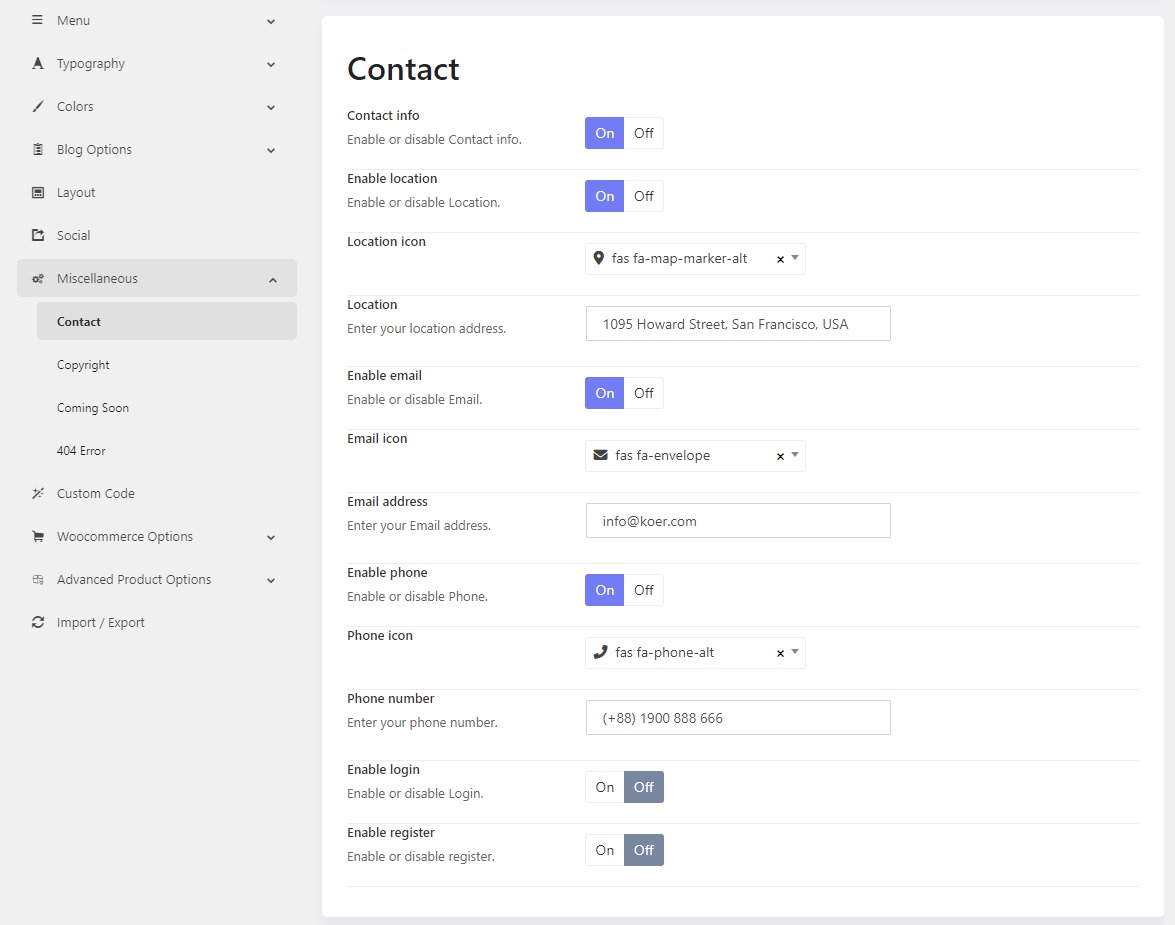 Menu
Typography
Colors
Blog Options
Layout
Social
Miscellaneous
Contact
Copyright
Coming Soon
404 Error
Custom Code
Woocommerce Options
Advanced Product Options
Import / Export
Contact
Contact info
Enable or disable Contact info.
On Off
Enable location
Enable or disable Location.
On Off
Location icon
fas fa-map-marker-alt
Location
Enter your location address.
1095 Howard Street, San Francisco, USA
Enable email
Enable or disable Email.
On Off
Email icon
fas fa-envelope
Email address
Enter your Email address.
info@koer.com
Enable phone
Enable or disable Phone.
On Off
Phone icon
fas fa-phone-alt
Phone number
Enter your phone number.
(+88) 1900 888 666
Enable login
Enable or disable Login.
On Off
Enable register
Enable or disable register.
On Off